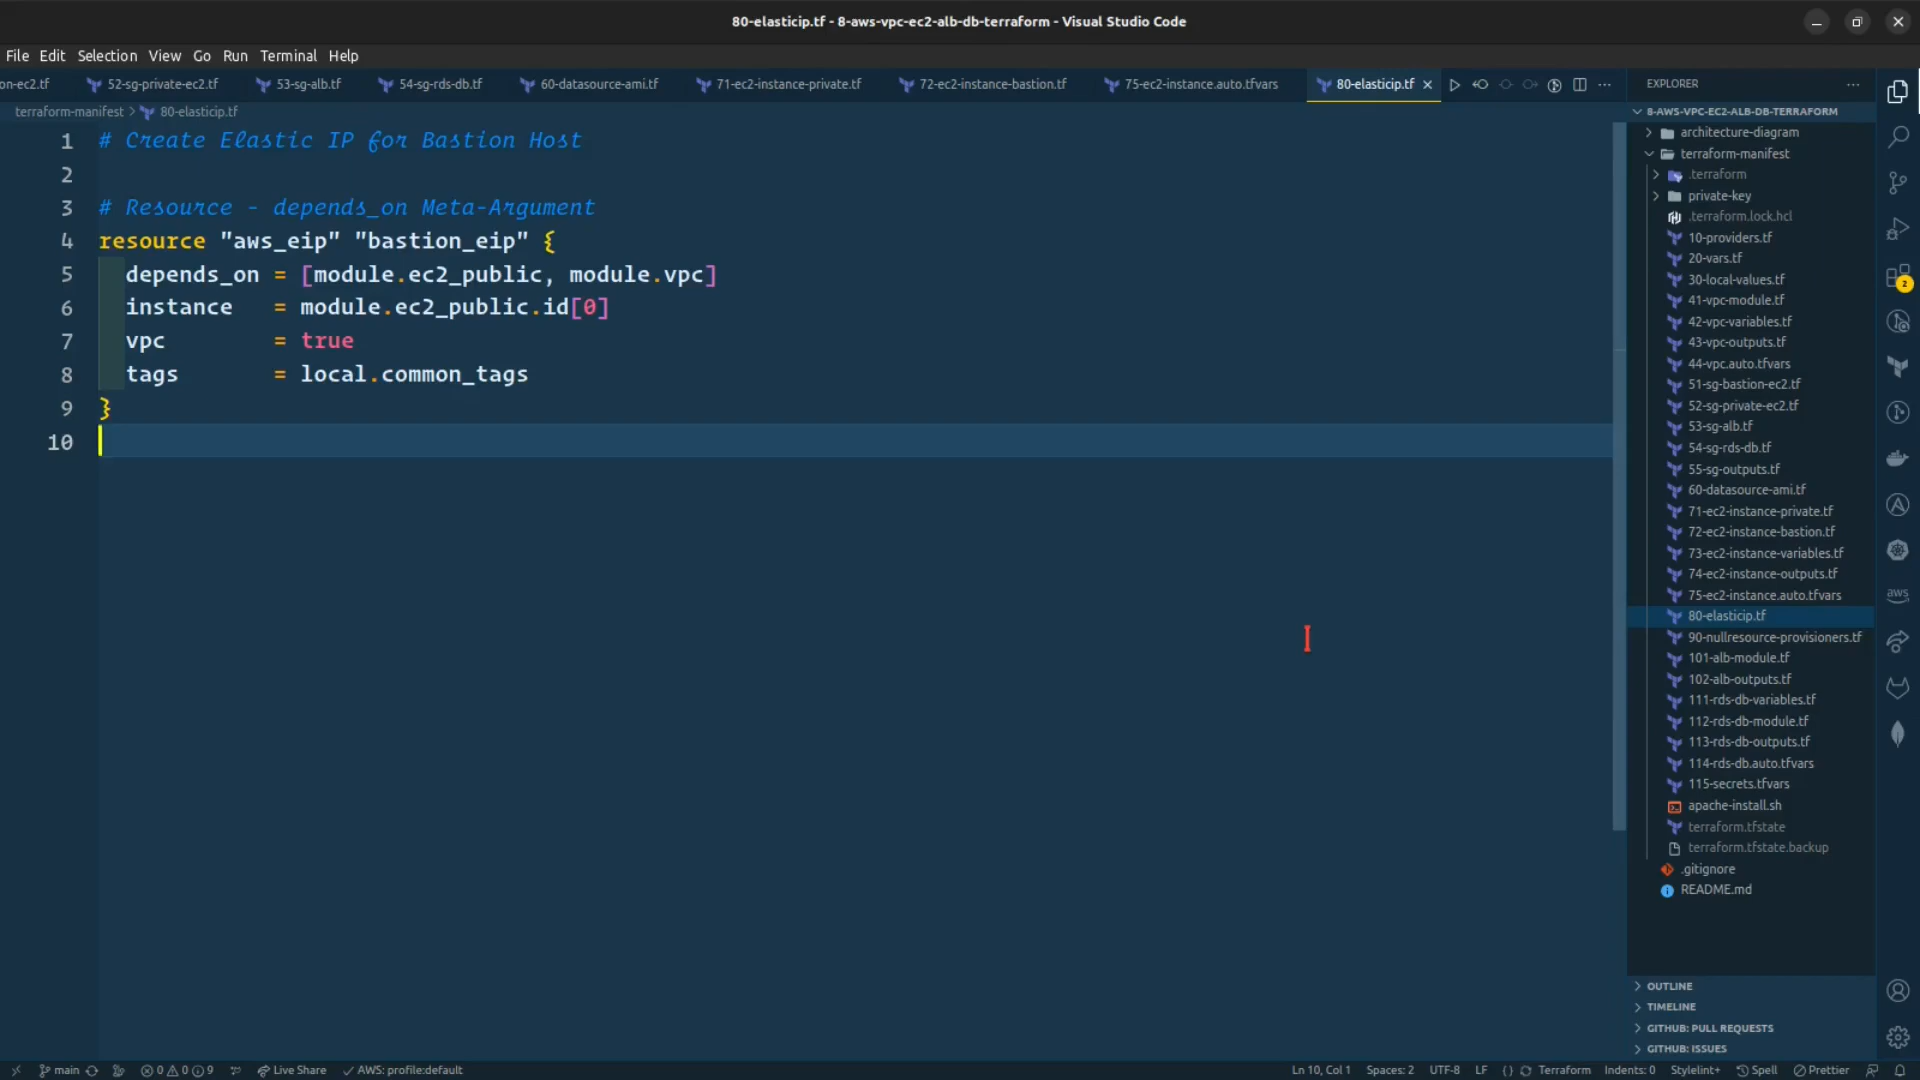 80-elasticip.tf - 8-aws-vpc-ec2-alb-db-terraform - Visual Studio Code
File Edit Selection View Go Run Terminal Help
on-ec2.tf 52-sg-private-ec2.tf 53-sg-alb.tf 54-sg-rds-db.tf 60-datasource-ami.tf 71-ec2-instance-private.tf 72-ec2-instance-bastion.tf 75-ec2-instance.auto.tfvars 80-elasticip.tf
terraform-manifest > 80-elasticip.tf
1 # Create Elastic IP for Bastion Host
2
3 # Resource - depends_on Meta-Argument
4 resource "aws_eip" "bastion_eip" {
5 depends_on = [module.ec2_public, module.vpc]
6 instance = module.ec2_public.id[0]
7 vpc = true
8 tags = local.common_tags
9 }
10
EXPLORER
8-AWS-VPC-EC2-ALB-DB-TERRAFORM
architecture-diagram
terraform-manifest
.terraform
private-key
.terraform.lock.hcl
10-providers.tf
20-vars.tf
30-local-values.tf
41-vpc-module.tf
42-vpc-variables.tf
43-vpc-outputs.tf
44-vpc.auto.tfvars
51-sg-bastion-ec2.tf
52-sg-private-ec2.tf
53-sg-alb.tf
54-sg-rds-db.tf
55-sg-outputs.tf
60-datasource-ami.tf
71-ec2-instance-private.tf
72-ec2-instance-bastion.tf
73-ec2-instance-variables.tf
74-ec2-instance-outputs.tf
75-ec2-instance.auto.tfvars
80-elasticip.tf
90-nullresource-provisioners.tf
101-alb-module.tf
102-alb-outputs.tf
111-rds-db-variables.tf
112-rds-db-module.tf
113-rds-db-outputs.tf
114-rds-db.auto.tfvars
115-secrets.tfvars
apache-install.sh
terraform.tfstate
terraform.tfstate.backup
.gitignore
README.md
OUTLINE
TIMELINE
GITHUB: PULL REQUESTS
GITHUB: ISSUES
2
aws
main 0 0 9 Live Share AWS: profile:default Ln 10, Col 1 Spaces: 2 UTF-8 LF {} Terraform Indents: 0 Stylelint+ Spell Prettier